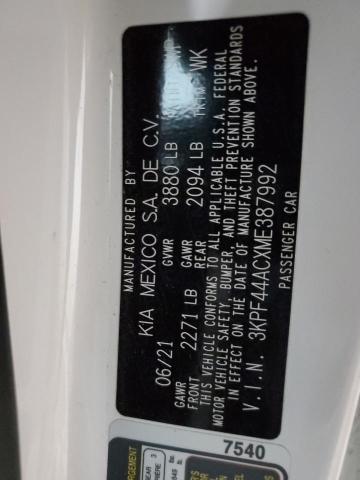 MANUFACTURED BY
KIA MEXICO S.A. DE C.V.
06/21 GVWR 3880 LB
GAWR FRONT 2271 LB GAWR REAR 2094 LB TRIM: WK
THIS VEHICLE CONFORMS TO ALL APPLICABLE U.S.A. FEDERAL
MOTOR VEHICLE SAFETY, BUMPER, AND THEFT PREVENTION STANDARDS
IN EFFECT ON THE DATE OF MANUFACTURE SHOWN ABOVE.
V.I.N. 3KPF44ACXME387992
PASSENGER CAR
7540